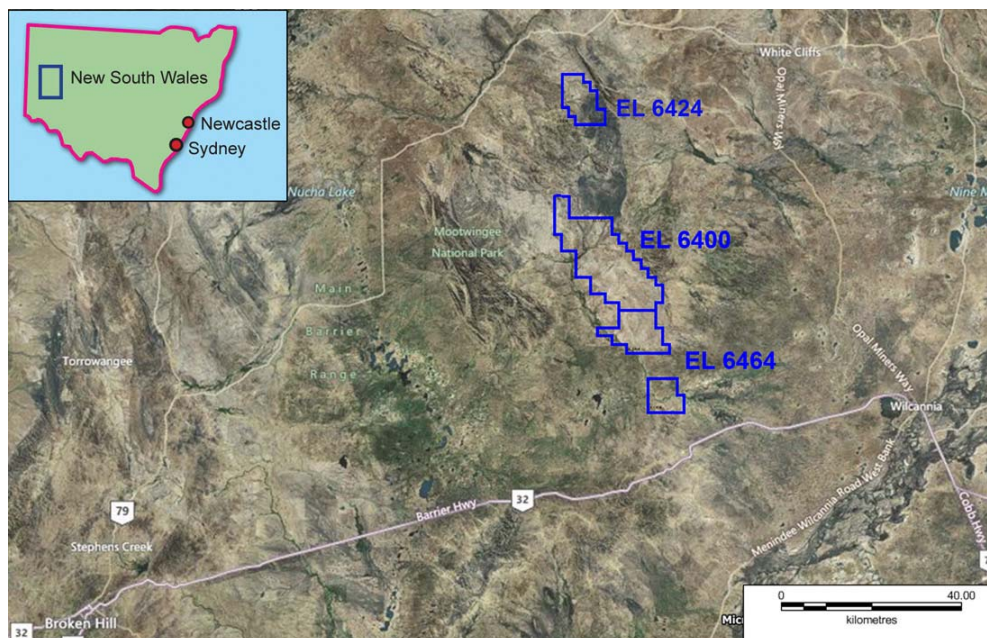 New South Wales
Newcastle
Sydney
White Cliffs
EL 6424
Opal Miners Way
Nucha Lake
Mootwingee
National Park
EL 6400
Main
Barrier
Range
Torrowangee
EL 6464
Opal Miners Way
Wilcannia
32
Barrier Hwy
Menindee Wilcannia Road West Bank
Cobb Hwy
79
Stephens Creek
Broken Hill
32
0
40.00
kilometres